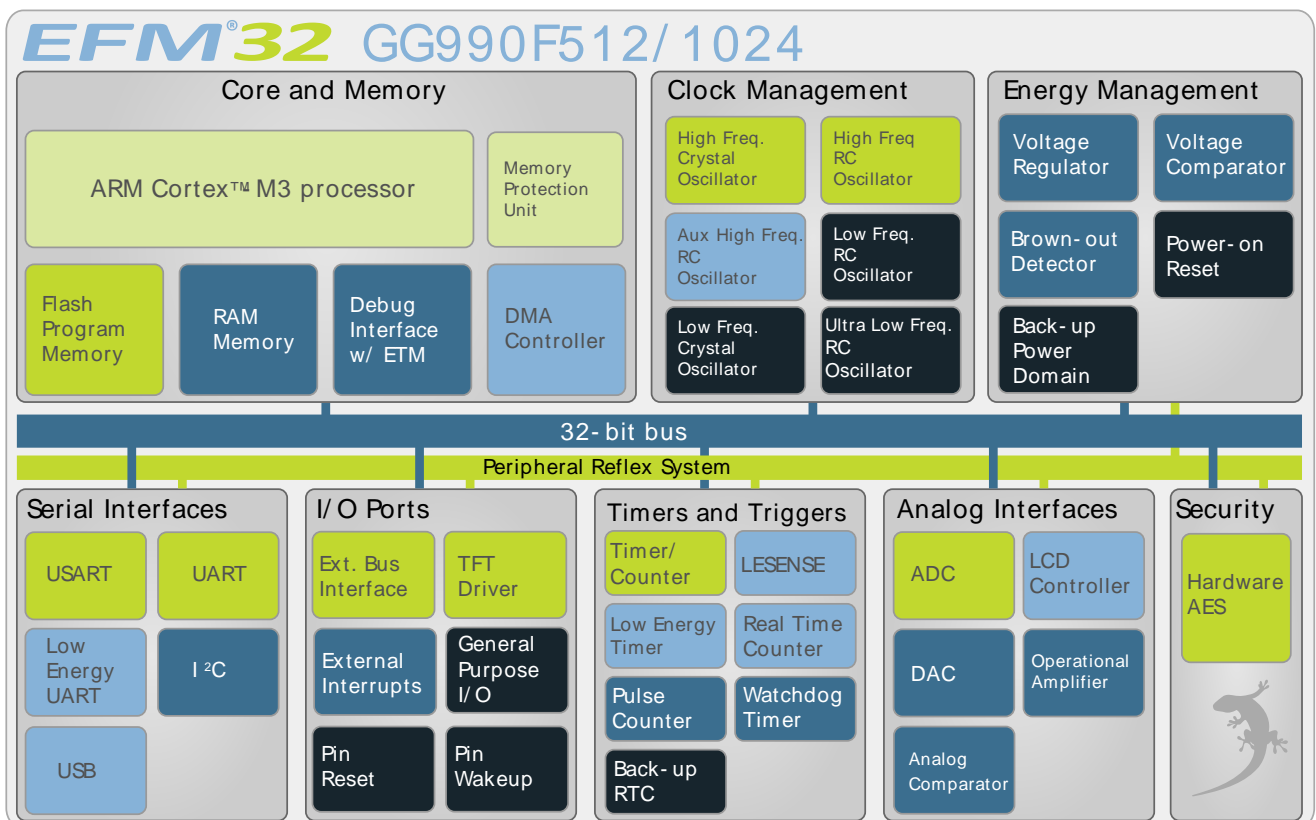 EFM®32 GG990F512/1024
Core and Memory
ARM Cortex™ M3 processor
Memory
Protection
Unit
Flash
Program
Memory
RAM
Memory
Debug
Interface
w/ ETM
DMA
Controller
Clock Management
High Freq.
Crystal
Oscillator
High Freq
RC
Oscillator
Aux High Freq.
RC
Oscillator
Low Freq.
RC
Oscillator
Low Freq.
Crystal
Oscillator
Ultra Low Freq.
RC
Oscillator
Energy Management
Voltage
Regulator
Voltage
Comparator
Brown-out
Detector
Power-on
Reset
Back-up
Power
Domain
32-bit bus
Peripheral Reflex System
Serial Interfaces
USART
UART
Low
Energy
UART
I²C
USB
I/O Ports
Ext. Bus
Interface
TFT
Driver
External
Interrupts
General
Purpose
I/O
Pin
Reset
Pin
Wakeup
Timers and Triggers
Timer/
Counter
LESENSE
Low Energy
Timer
Real Time
Counter
Pulse
Counter
Watchdog
Timer
Back-up
RTC
Analog Interfaces
ADC
LCD
Controller
DAC
Operational
Amplifier
Analog
Comparator
Security
Hardware
AES